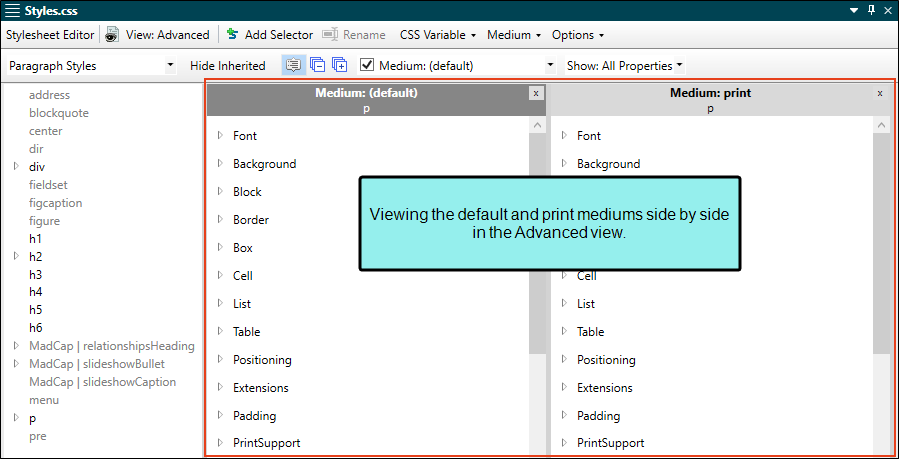 Styles.css
Stylesheet Editor View: Advanced Add Selector Rename CSS Variable Medium Options
Paragraph Styles Hide Inherited Medium: (default) Show: All Properties
address
blockquote
center
dir
div
fieldset
figcaption
figure
h1
h2
h3
h4
h5
h6
MadCap | relationshipsHeading
MadCap | slideshowBullet
MadCap | slideshowCaption
menu
p
pre
Medium: (default) x
p
Font
Background
Block
Border
Box
Cell
List
Table
Positioning
Extensions
Padding
PrintSupport
Medium: print x
p
Font
Background
Cell
List
Table
Positioning
Extensions
Padding
PrintSupport
Viewing the default and print mediums side by side
in the Advanced view.